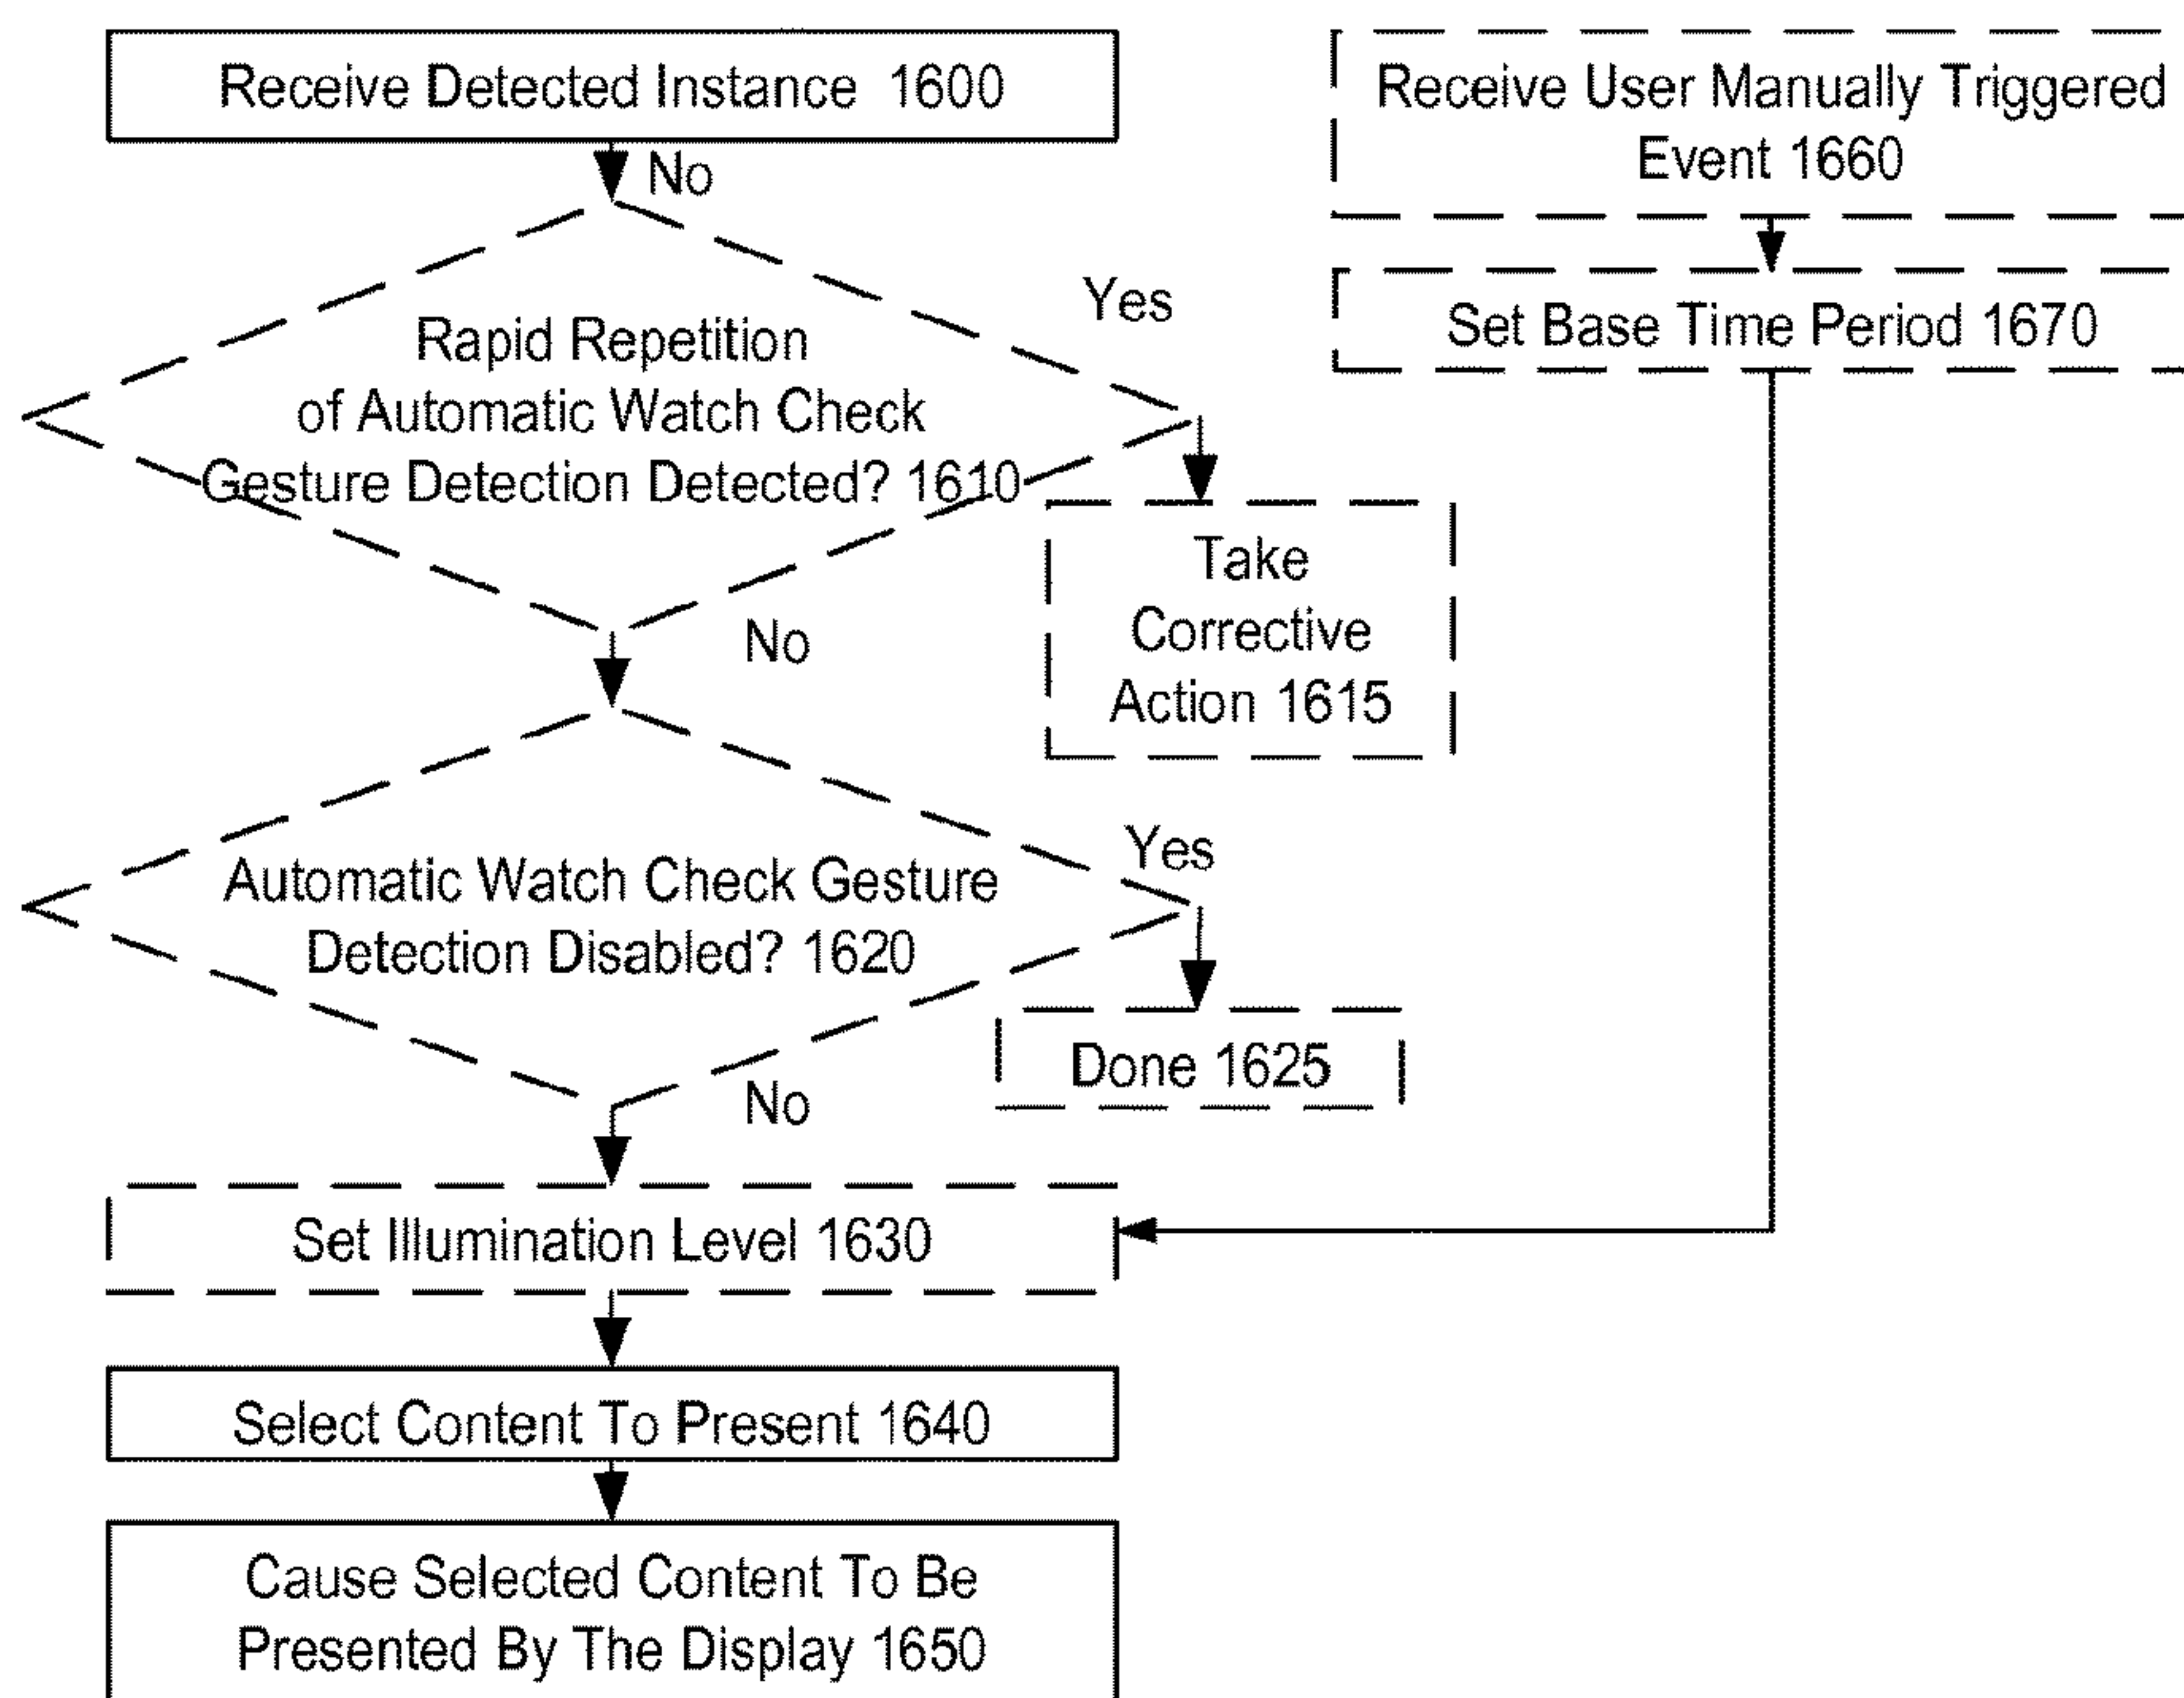 Receive Detected Instance 1600
No
Rapid Repetition
of Automatic Watch Check
Gesture Detection Detected? 1610
Yes
Take
Corrective
Action 1615
No
Automatic Watch Check Gesture
Detection Disabled? 1620
Yes
Done 1625
No
Set Illumination Level 1630
Select Content To Present 1640
Cause Selected Content To Be
Presented By The Display 1650
Receive User Manually Triggered
Event 1660
Set Base Time Period 1670